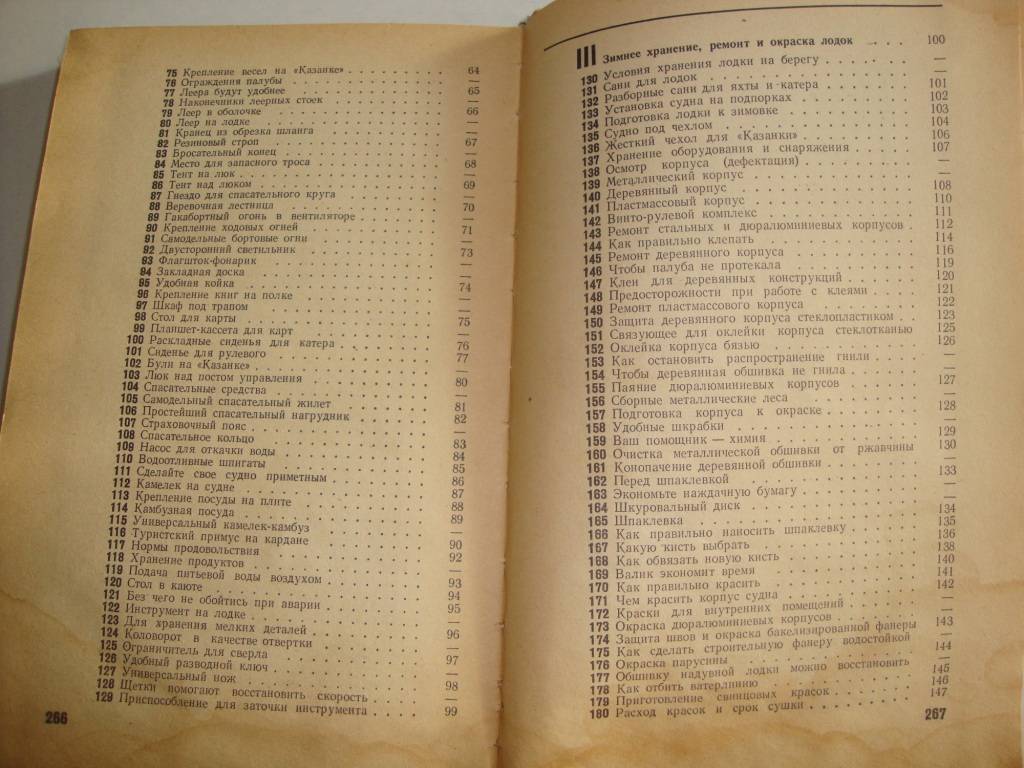 75 Крепление весел на «Казанке» . . . . . . . . 64
76 Ограждения палубы . . . . . . . . —
77 Леера будут удобнее . . . . . . . . 65
78 Наконечники леерных стоек . . . . . . . . —
79 Леер в оболочке . . . . . . . . 66
80 Леер на лодке . . . . . . . . —
81 Кранец из обрезка шланга . . . . . . . . —
82 Резиновый строп . . . . . . . . 67
83 Бросательный конец . . . . . . . . —
84 Место для запасного троса . . . . . . . . 68
85 Тент на люк . . . . . . . . —
86 Тент над люком . . . . . . . . 69
87 Гнездо для спасательного круга . . . . . . . . —
88 Веревочная лестница . . . . . . . . 70
89 Гакабортный огонь в вентиляторе . . . . . . . . —
90 Крепление ходовых огней . . . . . . . . 71
91 Самодельные бортовые огни . . . . . . . . —
92 Двусторонний светильник . . . . . . . . 73
93 Флагшток-фонарик . . . . . . . . —
94 Закладная доска . . . . . . . . —
95 Удобная койка . . . . . . . . 74
96 Крепление книг на полке . . . . . . . . —
97 Шкаф под трапом . . . . . . . . —
98 Стол для карты . . . . . . . . 75
99 Планшет-кассета для карт . . . . . . . . —
100 Раскладные сиденья для катера . . . . . . . . 76
101 Сиденье для рулевого . . . . . . . . 77
102 Були на «Казанке» . . . . . . . . —
103 Люк над постом управления . . . . . . . . 80
104 Спасательные средства . . . . . . . . —
105 Самодельный спасательный жилет . . . . . . . . 81
106 Простейший спасательный нагрудник . . . . . . . . 82
107 Страховочный пояс . . . . . . . . —
108 Спасательное кольцо . . . . . . . . 83
109 Насос для откачки воды . . . . . . . . 84
110 Водоотливные шпигаты . . . . . . . . 85
111 Сделайте свое судно приметным . . . . . . . . 86
112 Камелек на судне . . . . . . . . 87
113 Крепление посуды на плите . . . . . . . . 88
114 Камбузная посуда . . . . . . . . 89
115 Универсальный камелек-камбуз . . . . . . . . —
116 Туристский примус на кардане . . . . . . . . 90
117 Нормы продовольствия . . . . . . . . 92
118 Хранение продуктов . . . . . . . . —
119 Подача питьевой воды воздухом . . . . . . . . 93
120 Стол в каюте . . . . . . . . 94
121 Без чего не обойтись при аварии . . . . . . . . 95
122 Инструмент на лодке . . . . . . . . —
123 Для хранения мелких деталей . . . . . . . . 96
124 Коловорот в качестве отвертки . . . . . . . . —
125 Ограничитель для сверла . . . . . . . . 97
126 Удобный разводной ключ . . . . . . . . —
127 Универсальный нож . . . . . . . . 98
128 Щетки помогают восстановить скорость . . . . —
129 Приспособление для заточки инструмента . . . . 99
266
III Зимнее хранение, ремонт и окраска лодок . . . 100
130 Условия хранения лодки на берегу . . . . . . —
131 Сани для лодок . . . . . . . . —
132 Разборные сани для яхты и катера . . . . . . 101
133 Установка судна на подпорках . . . . . . 102
134 Подготовка лодки к зимовке . . . . . . 103
135 Судно под чехлом . . . . . . . . 104
136 Жесткий чехол для «Казанки» . . . . . . 106
137 Хранение оборудования и снаряжения . . . . 107
138 Осмотр корпуса (дефектация) . . . . . . —
139 Металлический корпус . . . . . . . . —
140 Деревянный корпус . . . . . . . . 108
141 Пластмассовый корпус . . . . . . . . 110
142 Винто-рулевой комплекс . . . . . . . . 111
143 Ремонт стальных и дюралюминиевых корпусов . 112
144 Как правильно клепать . . . . . . . . 114
145 Ремонт деревянного корпуса . . . . . . 116
146 Чтобы палуба не протекала . . . . . . 119
147 Клеи для деревянных конструкций . . . . 120
148 Предосторожности при работе с клеями . . . . 121
149 Ремонт пластмассового корпуса . . . . . . 122
150 Защита деревянного корпуса стеклопластиком . . 123
151 Связующее для оклейки корпуса стеклотканью 125
152 Оклейка корпуса бязью . . . . . . . . 126
153 Как остановить распространение гнили . . . . —
154 Чтобы деревянная обшивка не гнила . . . . —
155 Паяние дюралюминиевых корпусов . . . . . 127
156 Сборные металлические леса . . . . . . —
157 Подготовка корпуса к окраске . . . . . . 128
158 Удобные шкрабки . . . . . . . . —
159 Ваш помощник — химия . . . . . . . . 129
160 Очистка металлической обшивки от ржавчины 130
161 Конопачение деревянной обшивки . . . . . —
162 Перед шпаклевкой . . . . . . . . 133
163 Экономьте наждачную бумагу . . . . . . —
164 Шкуровальный диск . . . . . . . . —
165 Шпаклевка . . . . . . . . 134
166 Как правильно наносить шпаклевку . . . . 135
167 Какую кисть выбрать . . . . . . . . 136
168 Как обвязать новую кисть . . . . . . 138
169 Валик экономит время . . . . . . . . 140
170 Как правильно красить . . . . . . . . 141
171 Чем красить корпус судна . . . . . . 142
172 Краски для внутренних помещений . . . . —
173 Окраска дюралюминиевых корпусов . . . . —
174 Защита швов и окраска бакелизированной фанеры 143
175 Как сделать строительную фанеру водостойкой —
176 Окраска парусины . . . . . . . . 144
177 Обшивку надувной лодки можно восстановить —
178 Как отбить ватерлинию . . . . . . . . 145
179 Приготовление свинцовых красок . . . . . 146
180 Расход красок и срок сушки . . . . . . 147
267